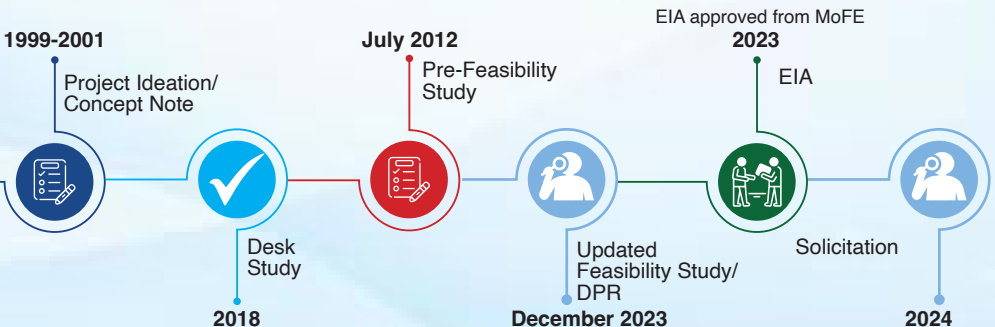 1999-2001
Project Ideation/
Concept Note
Desk
Study
2018
July 2012
Pre-Feasibility
Study
Updated
Feasibility Study/
DPR
December 2023
EIA approved from MoFE
2023
EIA
Solicitation
2024